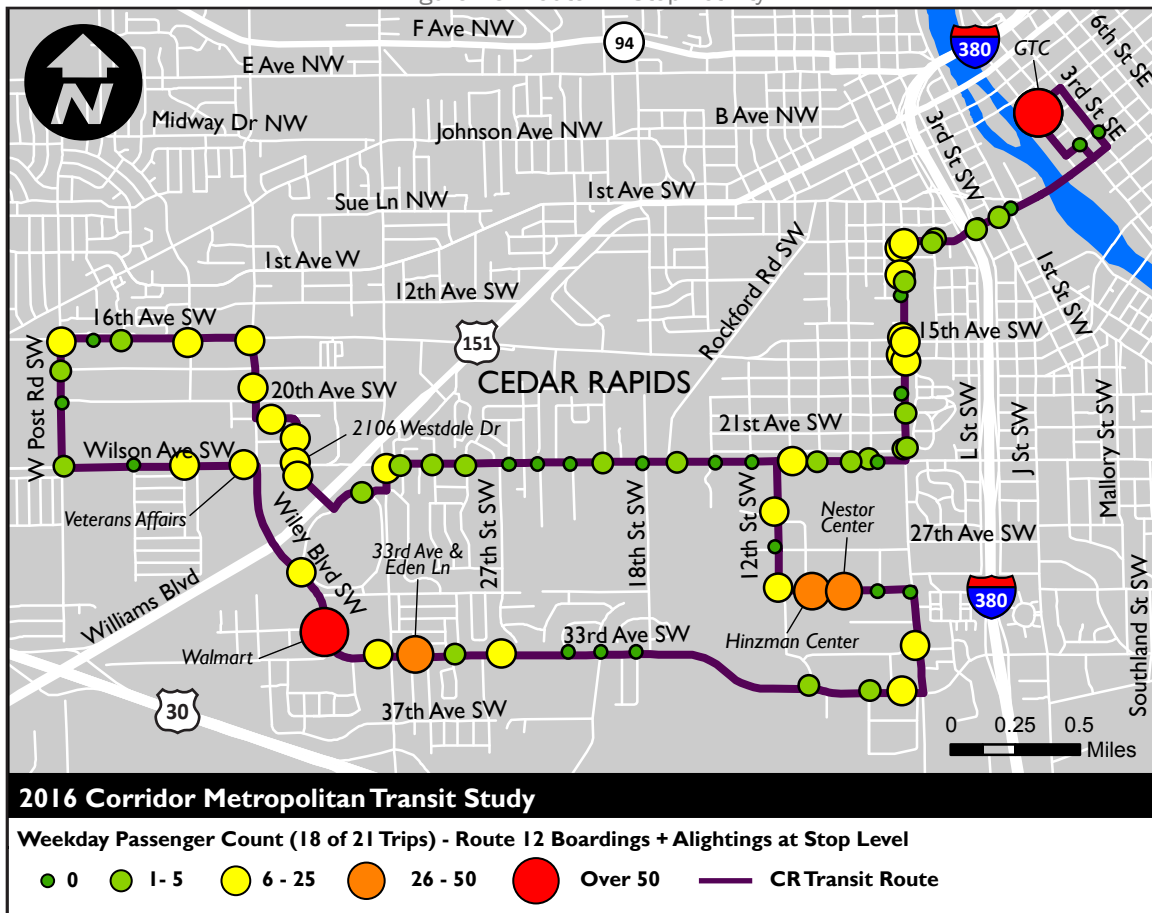 F Ave NW
94
380
GTC
6th St SE
E Ave NW
3rd St SE
Midway Dr NW
Johnson Ave NW
B Ave NW
3rd St SW
Sue Ln NW
1st Ave SW
Rockford Rd SW
1st Ave W
1st St SW
12th Ave SW
16th Ave SW
151
15th Ave SW
W Post Rd SW
CEDAR RAPIDS
20th Ave SW
L St SW
J St SW
Mallory St SW
21st Ave SW
2106 Westdale Dr
Wilson Ave SW
Veterans Affairs
Wiley Blvd SW
33rd Ave &
Eden Ln
27th St SW
18th St SW
12th St SW
Nestor
Center
27th Ave SW
380
Williams Blvd
Southland St SW
Walmart
33rd Ave SW
Hinzman Center
30
37th Ave SW
0 0.25 0.5
Miles
N
2016 Corridor Metropolitan Transit Study
Weekday Passenger Count (18 of 21 Trips) - Route 12 Boardings + Alightings at Stop Level
0 1- 5 6 - 25 26 - 50 Over 50 CR Transit Route